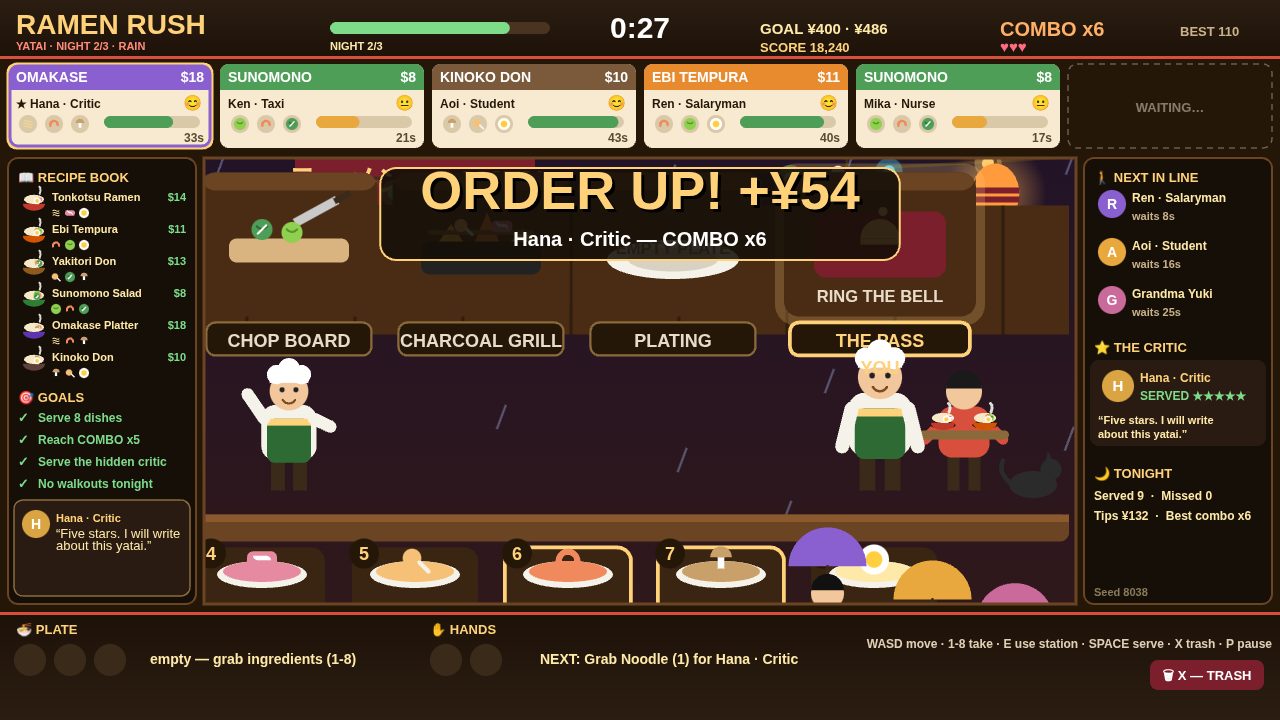 RAMEN RUSH
YATAI · NIGHT 2/3 · RAIN
NIGHT 2/3
0:27
GOAL ¥400 · ¥486
SCORE 18,240
COMBO x6
♥♥♥
BEST 110
OMAKASE $18
★ Hana · Critic
33s
SUNOMONO $8
Ken · Taxi
21s
KINOKO DON $10
Aoi · Student
43s
EBI TEMPURA $11
Ren · Salaryman
40s
SUNOMONO $8
Mika · Nurse
17s
WAITING…
RECIPE BOOK
Tonkotsu Ramen $14
Ebi Tempura $11
Yakitori Don $13
Sunomono Salad $8
Omakase Platter $18
Kinoko Don $10
GOALS
✓ Serve 8 dishes
✓ Reach COMBO x5
✓ Serve the hidden critic
✓ No walkouts tonight
H
Hana · Critic
“Five stars. I will write
about this yatai.”
ORDER UP! +¥54
Hana · Critic — COMBO x6
EMPTY PLATE
RING THE BELL
CHOP BOARD
CHARCOAL GRILL
PLATING
THE PASS
YOU
4
5
6
7
NEXT IN LINE
R
Ren · Salaryman
waits 8s
A
Aoi · Student
waits 16s
G
Grandma Yuki
waits 25s
THE CRITIC
H
Hana · Critic
SERVED ★★★★★
“Five stars. I will write
about this yatai.”
TONIGHT
Served 9 · Missed 0
Tips ¥132 · Best combo x6
Seed 8038
PLATE
empty — grab ingredients (1-8)
HANDS
NEXT: Grab Noodle (1) for Hana · Critic
WASD move · 1-8 take · E use station · SPACE serve · X trash · P pause
X — TRASH